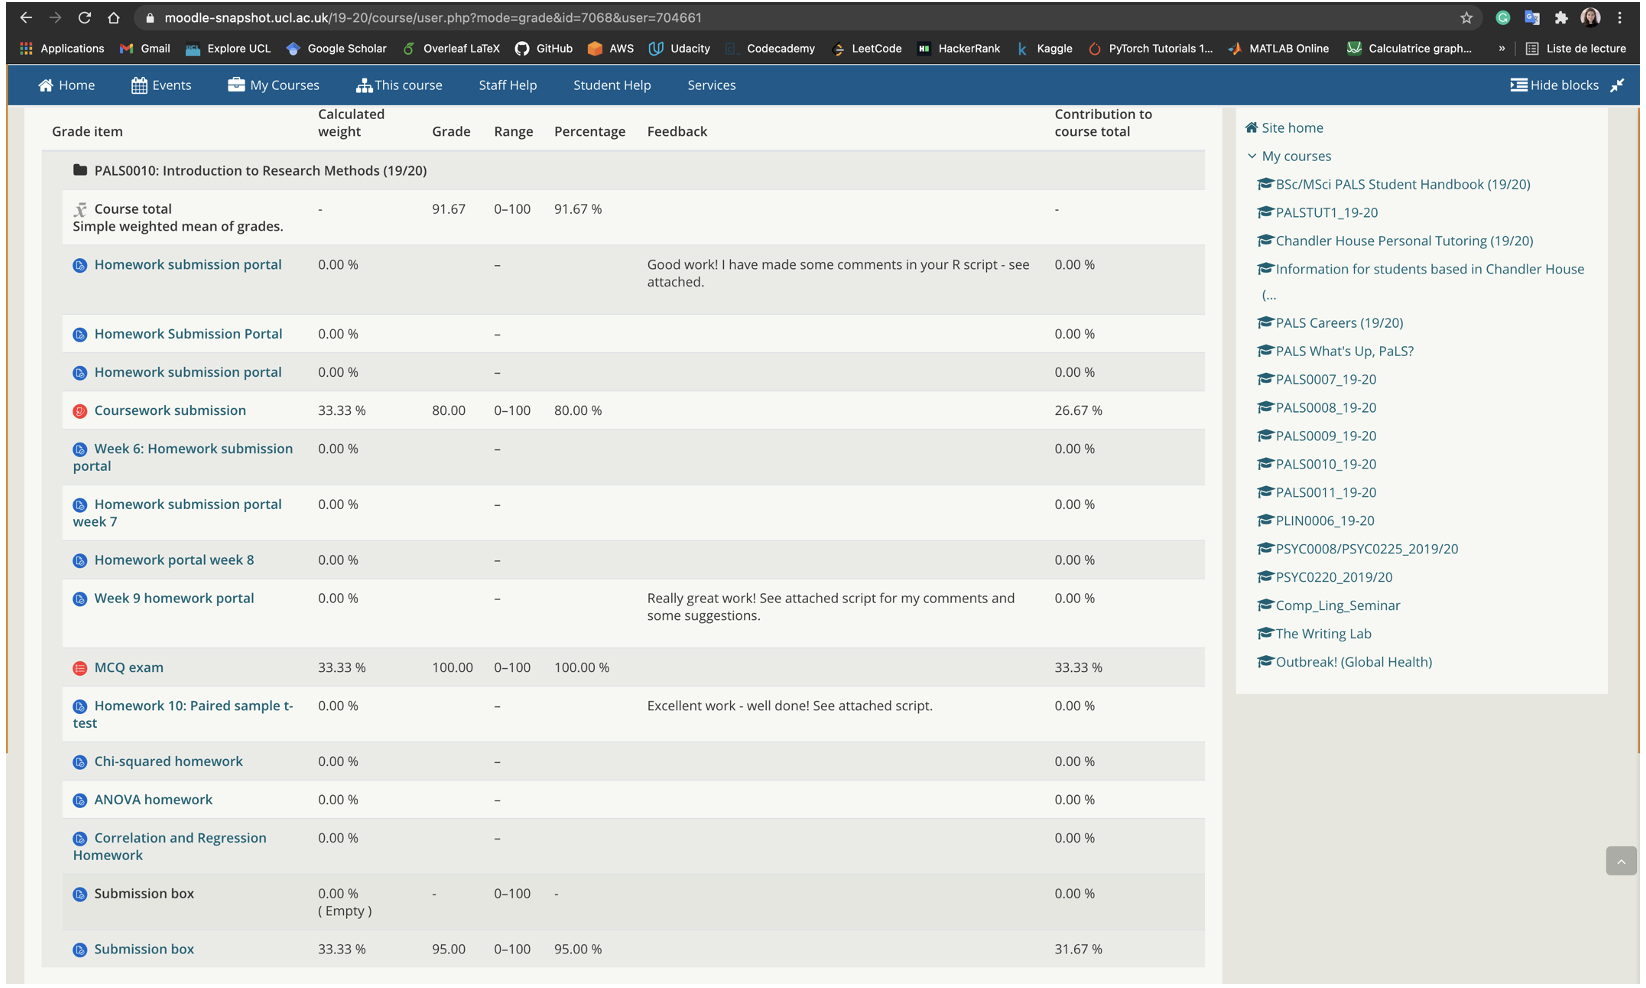 moodle-snapshot.ucl.ac.uk/19-20/course/user.php?mode=grade&id=7068&user=704661
Applications Gmail Explore UCL Google Scholar Overleaf LaTeX GitHub AWS Udacity Codecademy LeetCode HackerRank Kaggle PyTorch Tutorials 1... MATLAB Online Calculatrice graph... » Liste de lecture
Home Events My Courses This course Staff Help Student Help Services Hide blocks
Grade item Calculated weight Grade Range Percentage Feedback Contribution to course total
PALS0010: Introduction to Research Methods (19/20)
Course total - 91.67 0–100 91.67 % -
Simple weighted mean of grades.
Homework submission portal 0.00 % – Good work! I have made some comments in your R script - see 0.00 %
attached.
Homework Submission Portal 0.00 % – 0.00 %
Homework submission portal 0.00 % – 0.00 %
Coursework submission 33.33 % 80.00 0–100 80.00 % 26.67 %
Week 6: Homework submission 0.00 % – 0.00 %
portal
Homework submission portal 0.00 % – 0.00 %
week 7
Homework portal week 8 0.00 % – 0.00 %
Week 9 homework portal 0.00 % – Really great work! See attached script for my comments and 0.00 %
some suggestions.
MCQ exam 33.33 % 100.00 0–100 100.00 % 33.33 %
Homework 10: Paired sample t- 0.00 % – Excellent work - well done! See attached script. 0.00 %
test
Chi-squared homework 0.00 % – 0.00 %
ANOVA homework 0.00 % – 0.00 %
Correlation and Regression 0.00 % – 0.00 %
Homework
Submission box 0.00 % - 0–100 - 0.00 %
( Empty )
Submission box 33.33 % 95.00 0–100 95.00 % 31.67 %
Site home
My courses
BSc/MSci PALS Student Handbook (19/20)
PALSTUT1_19-20
Chandler House Personal Tutoring (19/20)
Information for students based in Chandler House
(...
PALS Careers (19/20)
PALS What's Up, PaLS?
PALS0007_19-20
PALS0008_19-20
PALS0009_19-20
PALS0010_19-20
PALS0011_19-20
PLIN0006_19-20
PSYC0008/PSYC0225_2019/20
PSYC0220_2019/20
Comp_Ling_Seminar
The Writing Lab
Outbreak! (Global Health)